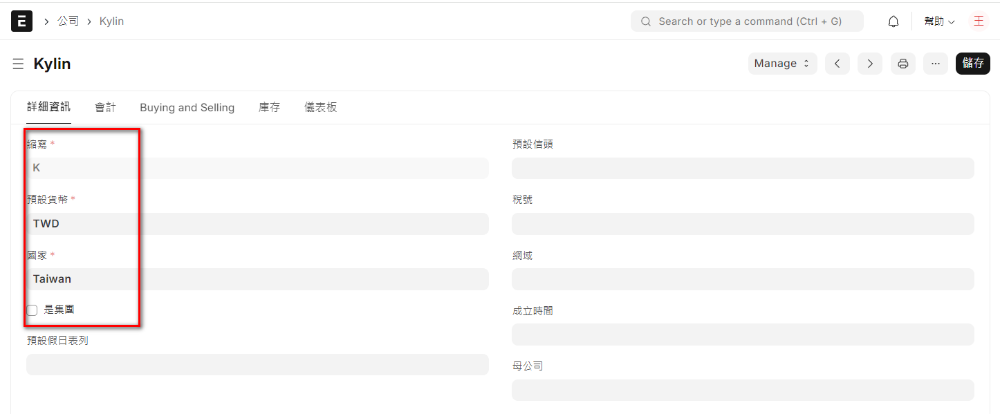 E > 公司 > Kylin
Search or type a command (Ctrl + G)
幫助
王
Kylin
Manage
...
儲存
詳細資訊 會計 Buying and Selling 庫存 儀表板
縮寫 *
K
預設貨幣 *
TWD
國家 *
Taiwan
是集團
預設假日表列
預設信頭
稅號
網域
成立時間
母公司